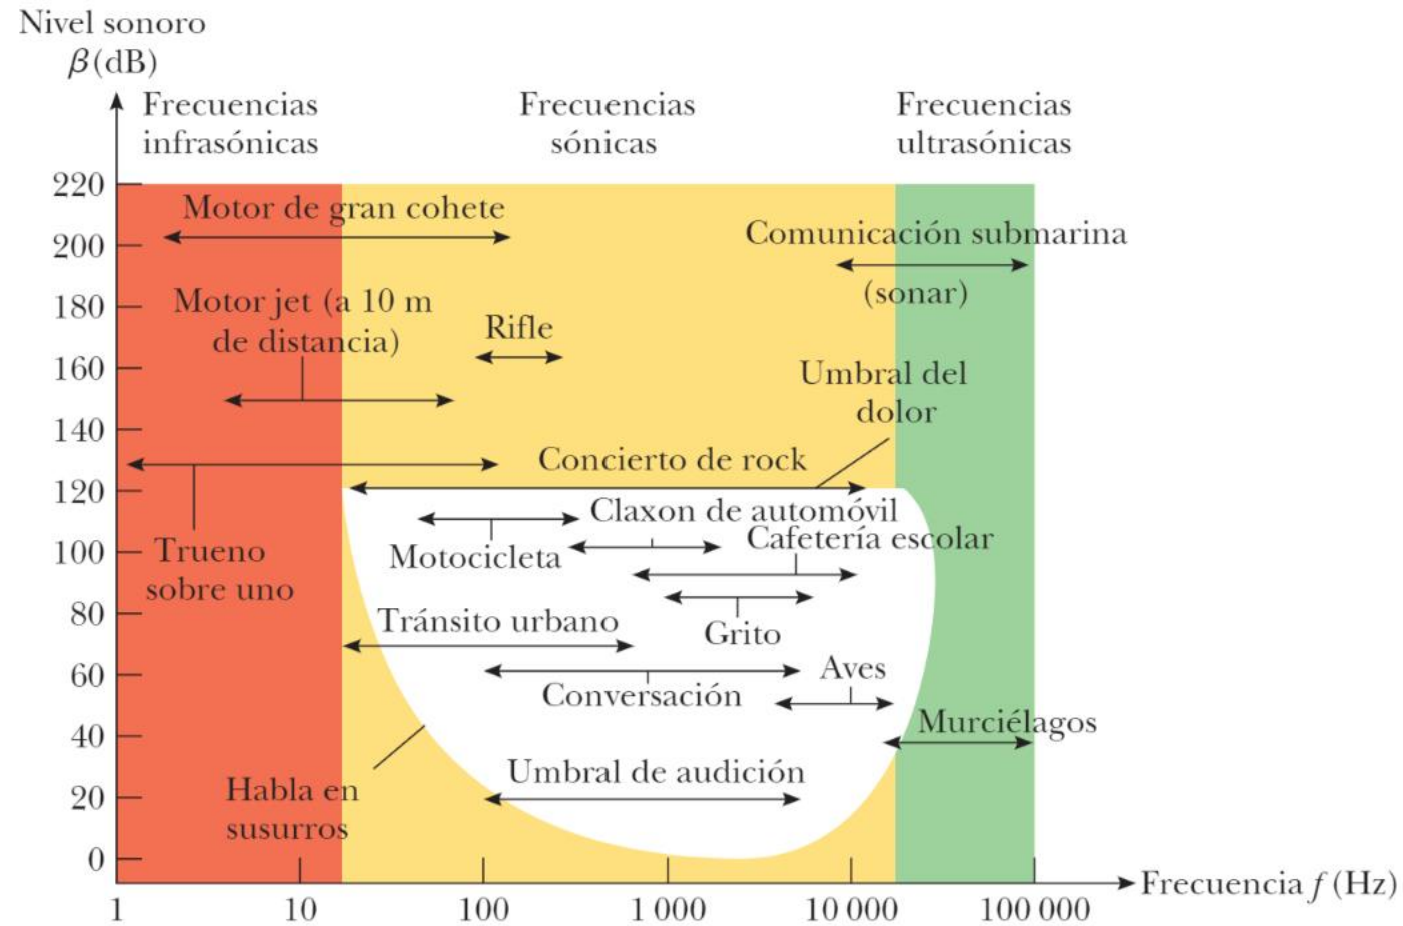 Nivel sonoro
β (dB)
Frecuencias
infrasónicas
Frecuencias
sónicas
Frecuencias
ultrasónicas
220
Motor de gran cohete
200
Comunicación submarina
(sonar)
180
Motor jet (a 10 m
de distancia)
Rifle
160
Umbral del
dolor
140
Concierto de rock
120
Claxon de automóvil
Motocicleta
Cafetería escolar
100
Trueno
sobre uno
80
Tránsito urbano
Grito
60
Conversación
Aves
40
Murciélagos
Habla en
susurros
Umbral de audición
20
0
1
10
100
1 000
10 000
100 000
Frecuencia f (Hz)